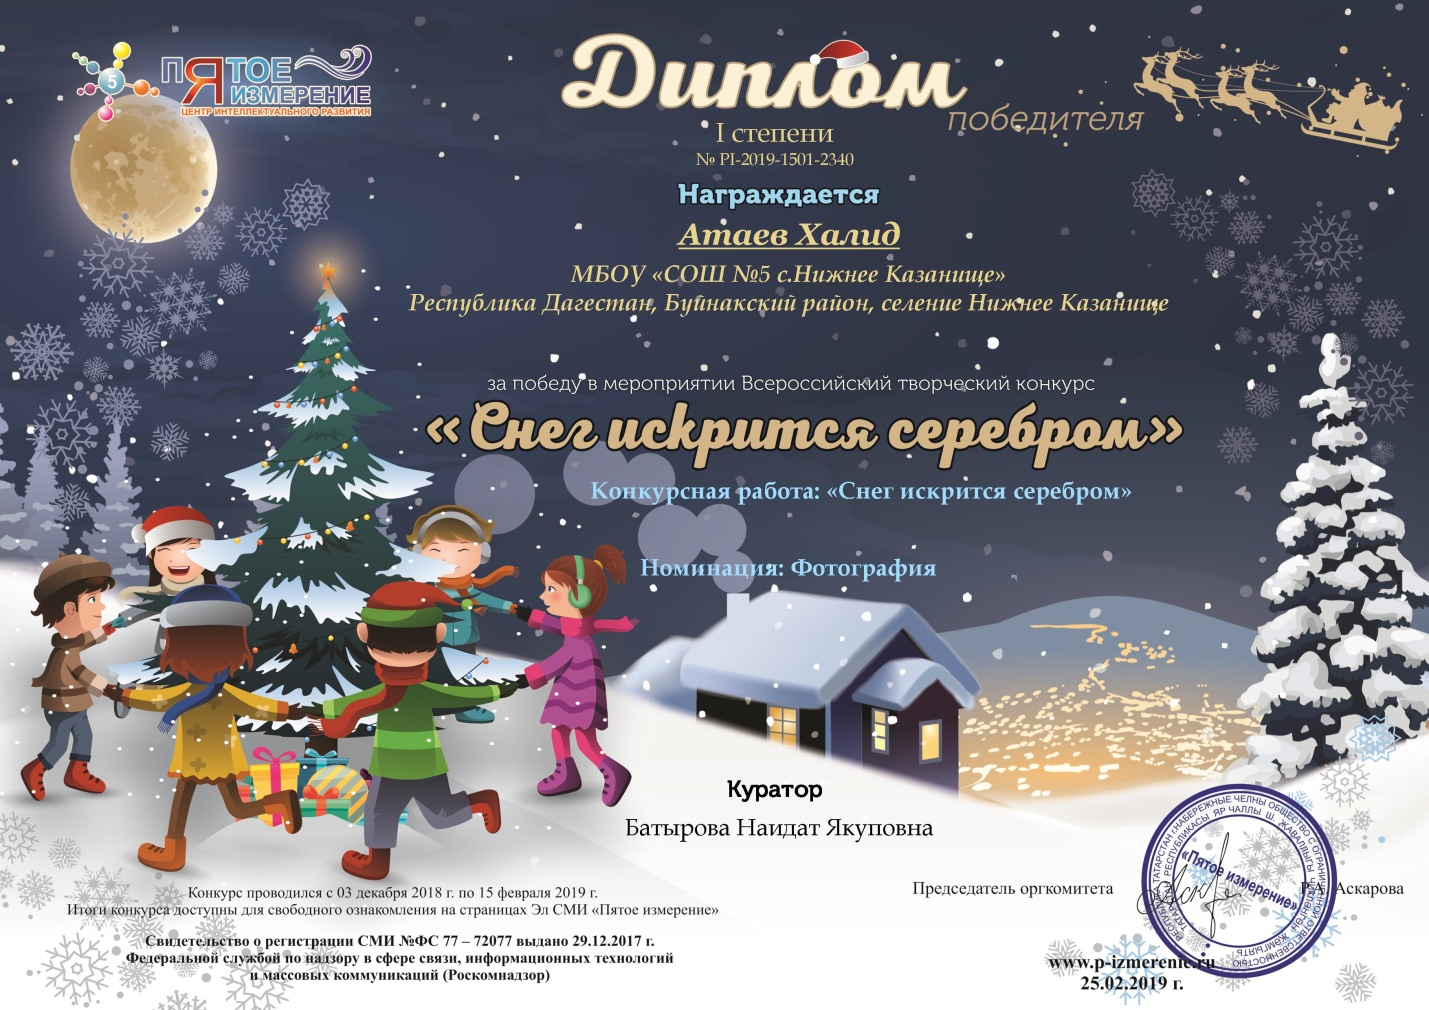 5
ПЯТОЕ
ИЗМЕРЕНИЕ
ЦЕНТР ИНТЕЛЛЕКТУАЛЬНОГО РАЗВИТИЯ
Диплом
победителя
I степени
№ PI-2019-1501-2340
Награждается
Атаев Халид
МБОУ «СОШ №5 с.Нижнее Казанище»
Республика Дагестан, Буйнакский район, селение Нижнее Казанище
за победу в мероприятии Всероссийский творческий конкурс
«Снег искрится серебром»
Конкурсная работа: «Снег искрится серебром»
Номинация: Фотография
Куратор
Батырова Наидат Якуповна
Председатель оргкомитета
Р.А. Аскарова
«Пятое измерение»
Конкурс проводился с 03 декабря 2018 г. по 15 февраля 2019 г.
Итоги конкурса доступны для свободного ознакомления на страницах Эл СМИ «Пятое измерение»
Свидетельство о регистрации СМИ №ФС 77 – 72077 выдано 29.12.2017 г.
Федеральной службой по надзору в сфере связи, информационных технологий
и массовых коммуникаций (Роскомнадзор)
www.p-izmerenie.ru
25.02.2019 г.